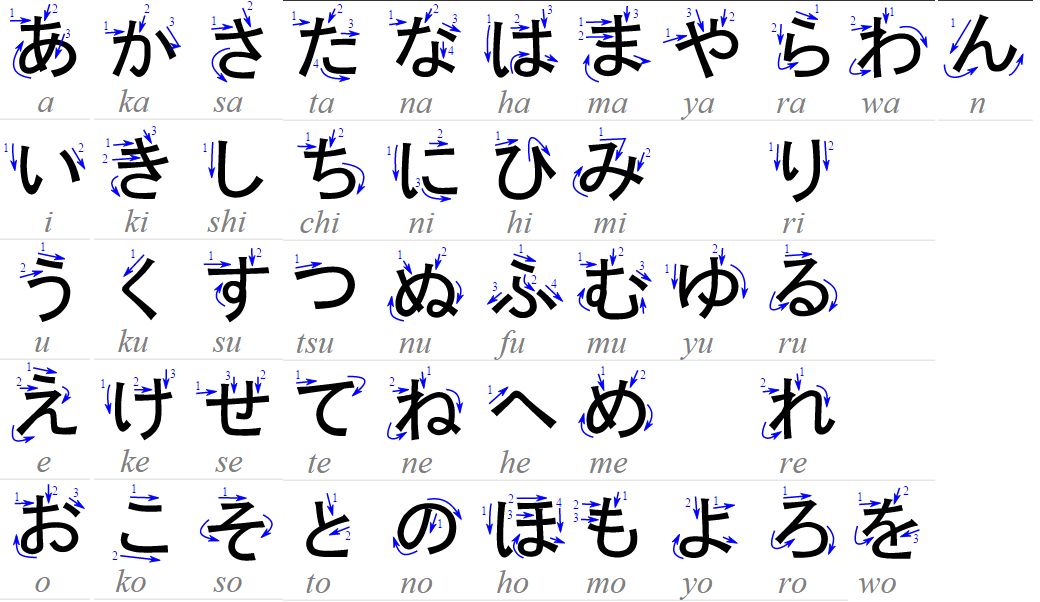 あ か さ た な は ま や ら わ ん
a ka sa ta na ha ma ya ra wa n
い き し ち に ひ み り
i ki shi chi ni hi mi ri
う く す つ ぬ ふ む ゆ る
u ku su tsu nu fu mu yu ru
え け せ て ね へ め れ
e ke se te ne he me re
お こ そ と の ほ も よ ろ を
o ko so to no ho mo yo ro wo